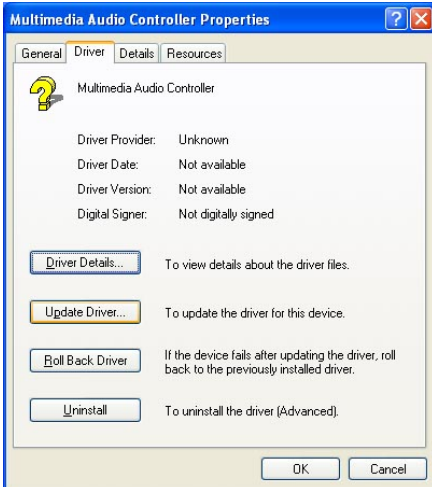 Multimedia Audio Controller Properties
General Driver Details Resources
Multimedia Audio Controller
Driver Provider: Unknown
Driver Date: Not available
Driver Version: Not available
Digital Signer: Not digitally signed
Driver Details... To view details about the driver files.
Update Driver... To update the driver for this device.
Roll Back Driver If the device fails after updating the driver, roll
back to the previously installed driver.
Uninstall To uninstall the driver (Advanced).
OK Cancel